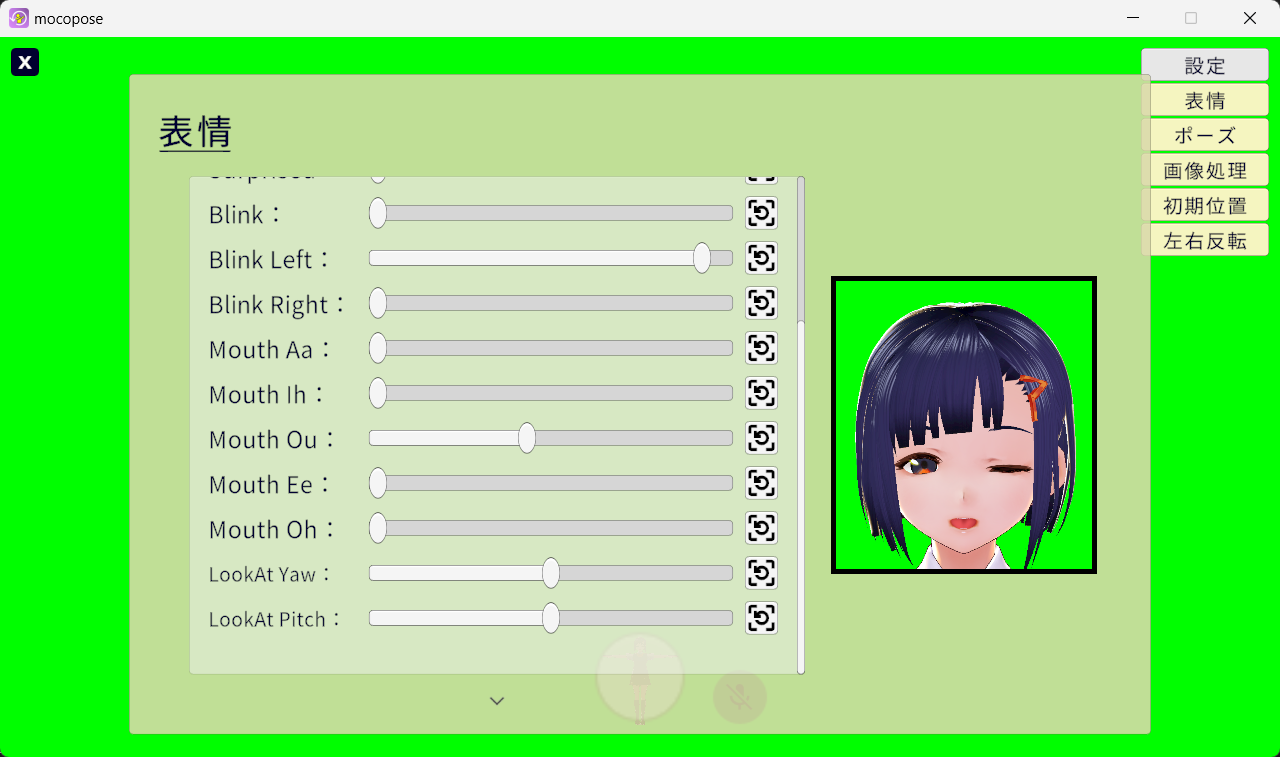 mocopose
X
設定
表情
ポーズ
画像処理
初期位置
左右反転
表情
Surprised
Blink：
Blink Left：
Blink Right：
Mouth Aa：
Mouth Ih：
Mouth Ou：
Mouth Ee：
Mouth Oh：
LookAt Yaw：
LookAt Pitch：